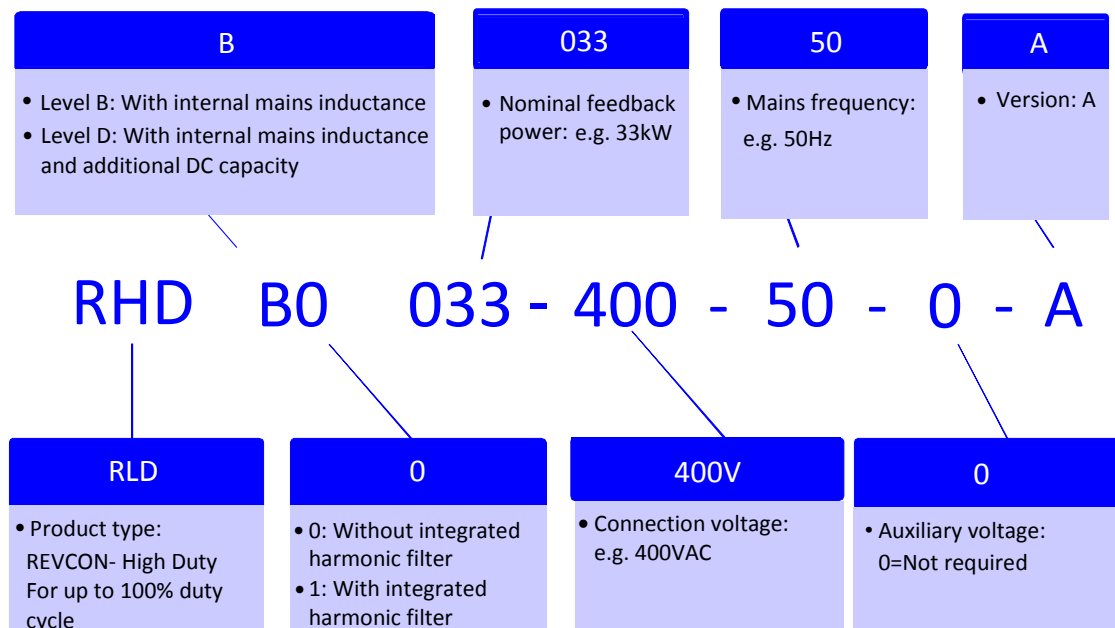 B
• Level B: With internal mains inductance
• Level D: With internal mains inductance
and additional DC capacity
033
• Nominal feedback
power: e.g. 33kW
50
• Mains frequency:
e.g. 50Hz
A
• Version: A
RHD B0 033 - 400 - 50 - 0 - A
RLD
• Product type:
REVCON- High Duty
For up to 100% duty
cycle
0
• 0: Without integrated
harmonic filter
• 1: With integrated
harmonic filter
400V
• Connection voltage:
e.g. 400VAC
0
• Auxiliary voltage:
0=Not required